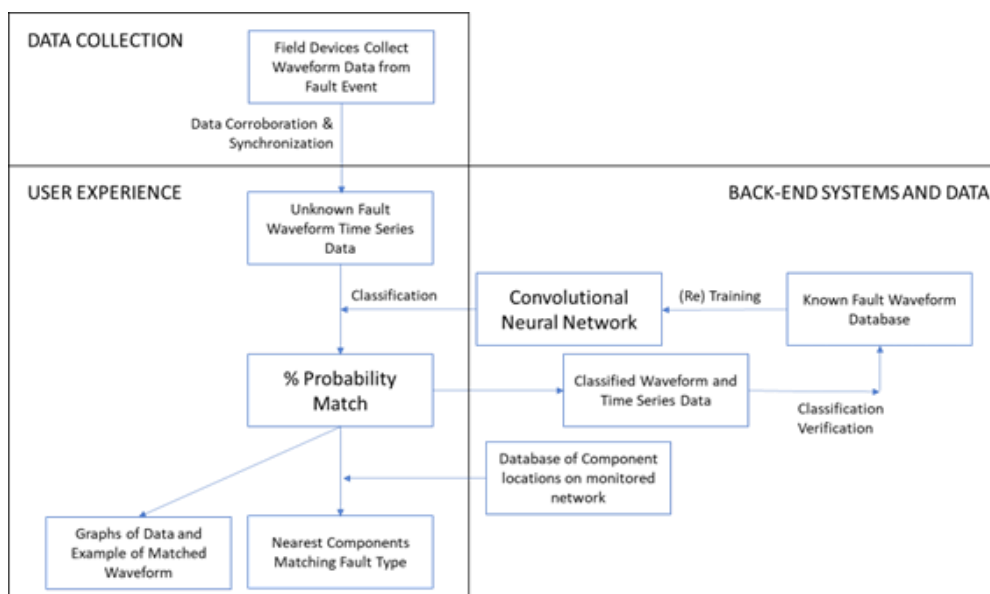 DATA COLLECTION
Field Devices Collect
Waveform Data from
Fault Event
Data Corroboration &
Synchronization
USER EXPERIENCE
BACK-END SYSTEMS AND DATA
Unknown Fault
Waveform Time Series
Data
Classification
Convolutional
Neural Network
(Re) Training
Known Fault Waveform
Database
% Probability
Match
Classified Waveform and
Time Series Data
Classification
Verification
Database of Component
locations on monitored
network
Graphs of Data and
Example of Matched
Waveform
Nearest Components
Matching Fault Type